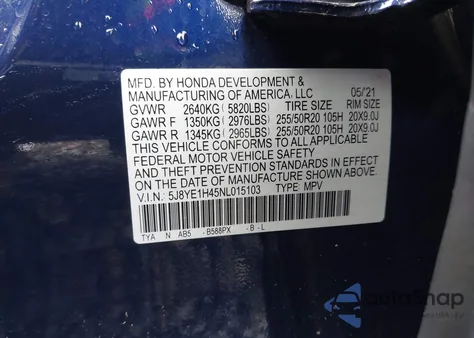 MFD. BY HONDA DEVELOPMENT &
MANUFACTURING OF AMERICA, LLC 05/21
GVWR 2640KG( 5820LBS) TIRE SIZE RIM SIZE
GAWR F 1350KG( 2976LBS) 255/50R20 105H 20X9.0J
GAWR R 1345KG( 2965LBS) 255/50R20 105H 20X9.0J
THIS VEHICLE CONFORMS TO ALL APPLICABLE
FEDERAL MOTOR VEHICLE SAFETY
AND THEFT PREVENTION STANDARDS IN EFFECT
ON THE DATE OF MANUFACTURE SHOWN ABOVE.
V.I.N.: 5J8YE1H45NL015103 TYPE: MPV
TYA N AB5 -B588PX -B-L
autoSnap